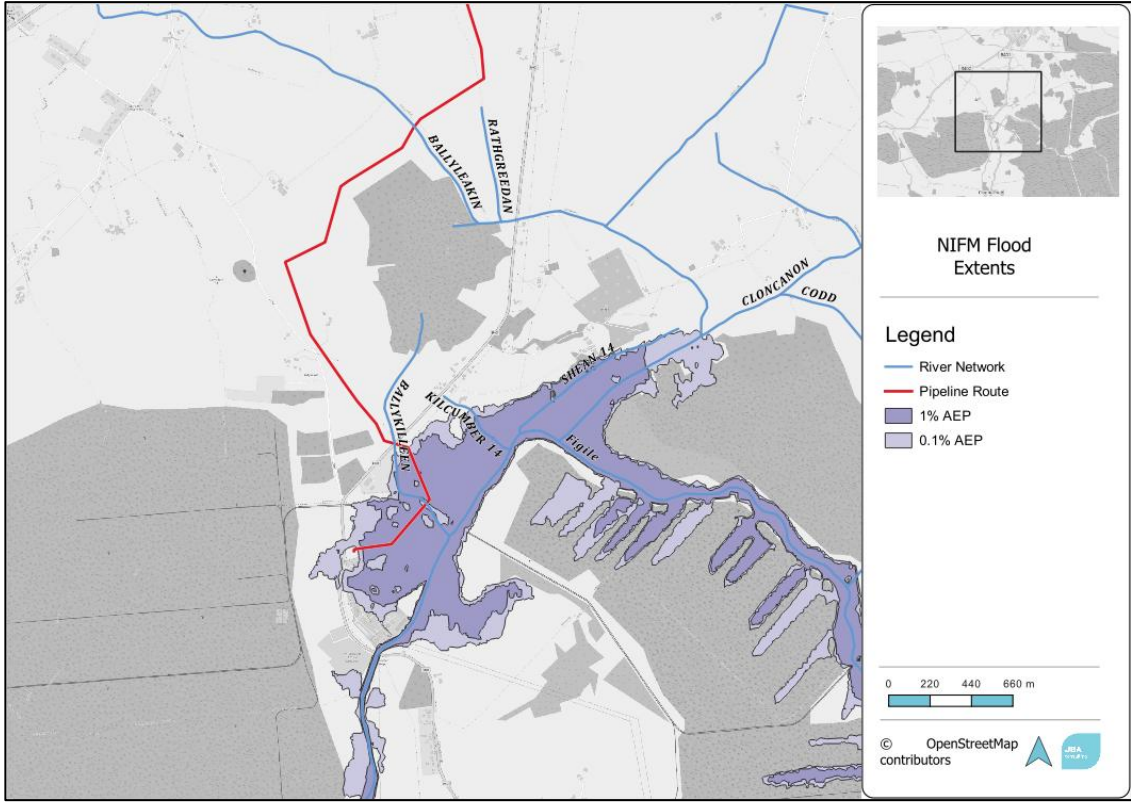 BALLYLEAKIN
RATHGREEDAN
CLONCANON
CODD
SHEAN 14
KILCUMBER 14
BALLYKILLEEN
Figile
NIFM Flood
Extents
Legend
River Network
Pipeline Route
1% AEP
0.1% AEP
0 220 440 660 m
© OpenStreetMap
contributors
JBA